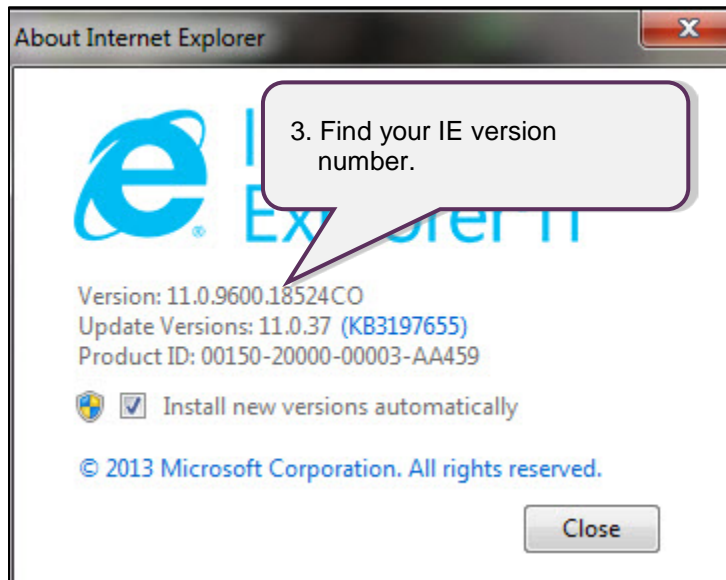 About Internet Explorer
3. Find your IE version
number.
Explorer 11
Version: 11.0.9600.18524CO
Update Versions: 11.0.37 (KB3197655)
Product ID: 00150-20000-00003-AA459
Install new versions automatically
© 2013 Microsoft Corporation. All rights reserved.
Close